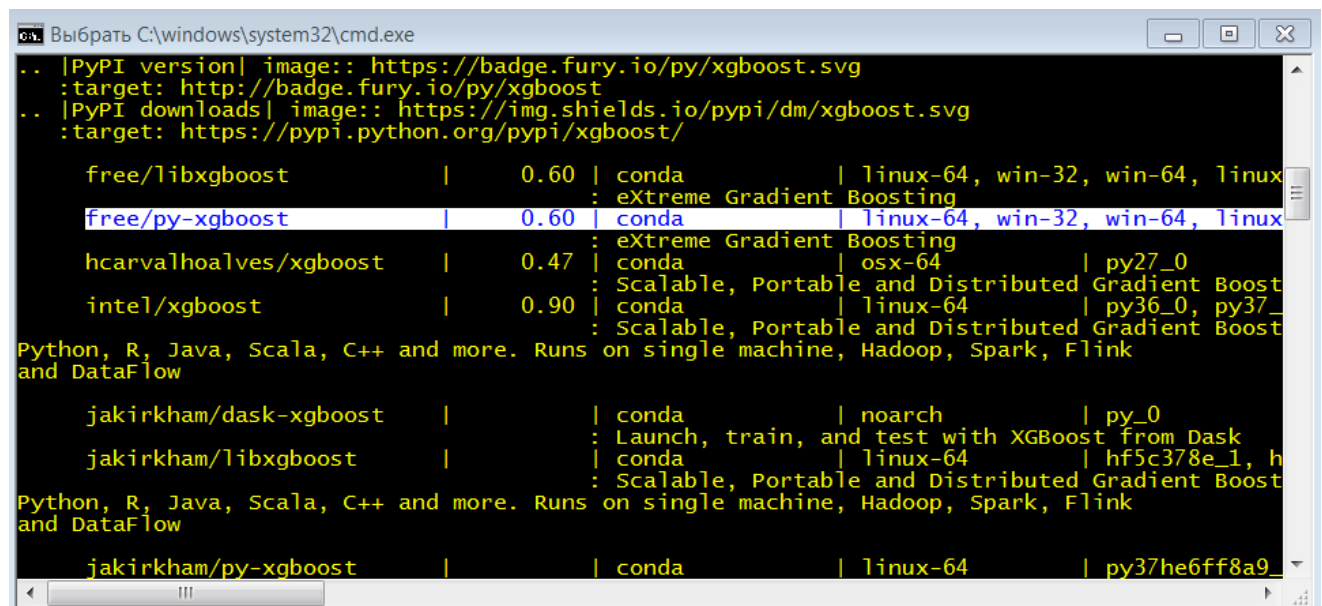 Выбрать C:\windows\system32\cmd.exe
.. |PyPI version| image:: https://badge.fury.io/py/xgboost.svg
:target: http://badge.fury.io/py/xgboost
.. |PyPI downloads| image:: https://img.shields.io/pypi/dm/xgboost.svg
:target: https://pypi.python.org/pypi/xgboost/
free/libxgboost | 0.60 | conda | linux-64, win-32, win-64, linux
: eXtreme Gradient Boosting
free/py-xgboost | 0.60 | conda | linux-64, win-32, win-64, linux
: eXtreme Gradient Boosting
hcarvalhoalves/xgboost | 0.47 | conda | osx-64 | py27_0
: Scalable, Portable and Distributed Gradient Boost
intel/xgboost | 0.90 | conda | linux-64 | py36_0, py37_
: Scalable, Portable and Distributed Gradient Boost
Python, R, Java, Scala, C++ and more. Runs on single machine, Hadoop, Spark, Flink
and DataFlow
jakirkham/dask-xgboost | | conda | noarch | py_0
: Launch, train, and test with XGBoost from Dask
jakirkham/libxgboost | | conda | linux-64 | hf5c378e_1, h
: Scalable, Portable and Distributed Gradient Boost
Python, R, Java, Scala, C++ and more. Runs on single machine, Hadoop, Spark, Flink
and DataFlow
jakirkham/py-xgboost | | conda | linux-64 | py37he6ff8a9_